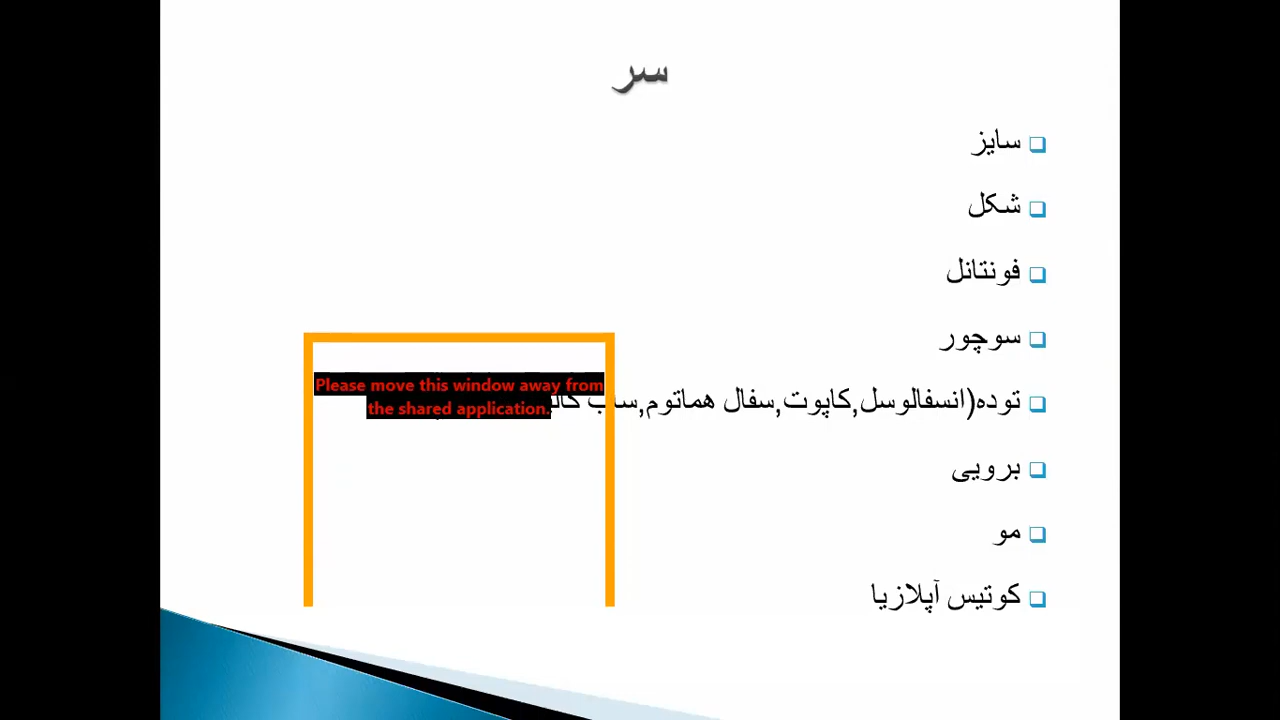 سر
سایز
شکل
فونتانل
سوچور
توده(انسفالوسل,کاپوت,سفال هماتوم,ساب
برویی
مو
کوتیس آپلازیا
Please move this window away from
the shared application.